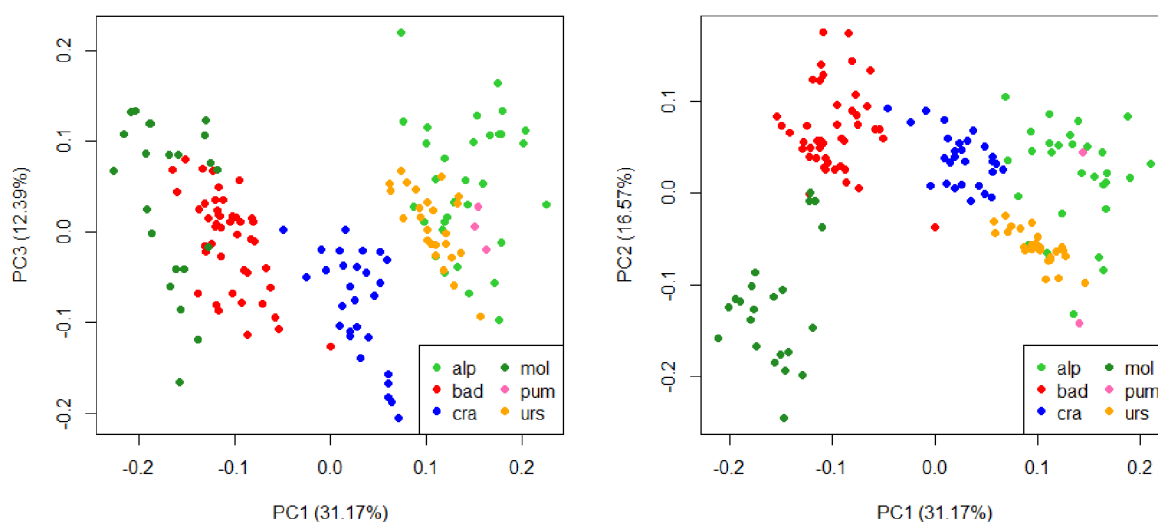 0.2
0.1
0.0
-0.1
-0.2
PC3 (12.39%)
-0.2 -0.1 0.0 0.1 0.2
PC1 (31.17%)
alp mol
bad pum
cra urs
0.1
0.0
-0.1
-0.2
PC2 (16.57%)
-0.2 -0.1 0.0 0.1 0.2
PC1 (31.17%)
alp mol
bad pum
cra urs